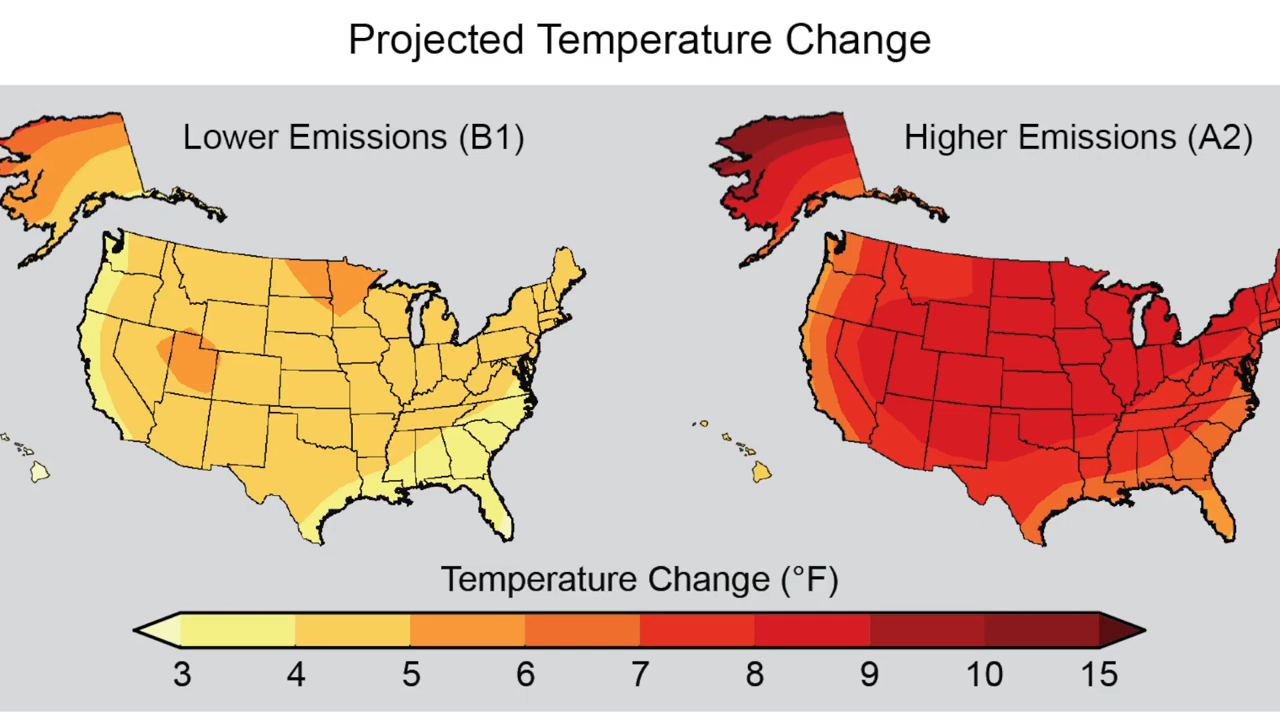 Projected Temperature Change
Lower Emissions (B1)
Higher Emissions (A2)
Temperature Change (°F)
3 4 5 6 7 8 9 10 15